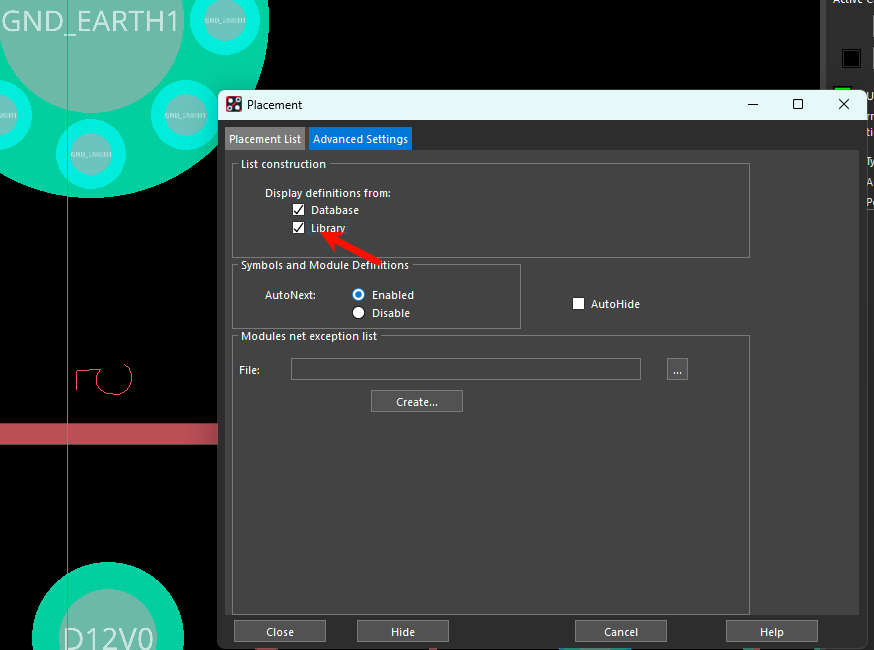 GND_EARTH1
GND_EARTH1
GND_EARTH1
GND_EARTH1
Active C
Placement
Placement List
Advanced Settings
List construction
Display definitions from:
Database
Library
Symbols and Module Definitions
AutoNext:
Enabled
Disable
AutoHide
Modules net exception list
File:
...
Create...
D12V0
Close
Hide
Cancel
Help